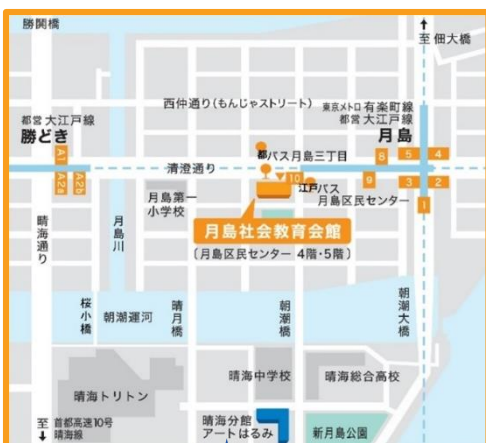 勝関橋
至 佃大橋
西仲通り(もんじゃストリート)
東京メトロ 有楽町線
都営 大江戸線
月島
都営 大江戸線
勝どき
都バス月島三丁目
A1
A2a
A2b
清澄通り
8
5
4
10
9
3
2
1
江戸バス
月島区民センター
月島第一
小学校
月島社会教育会館
〔月島区民センター 4階・5階〕
晴海通り
月島川
桜小橋
朝潮運河
晴月橋
朝潮橋
朝潮大橋
晴海トリトン
晴海中学校
晴海総合高校
至 首都高速10号
晴海線
晴海分館
アートはるみ
新月島公園